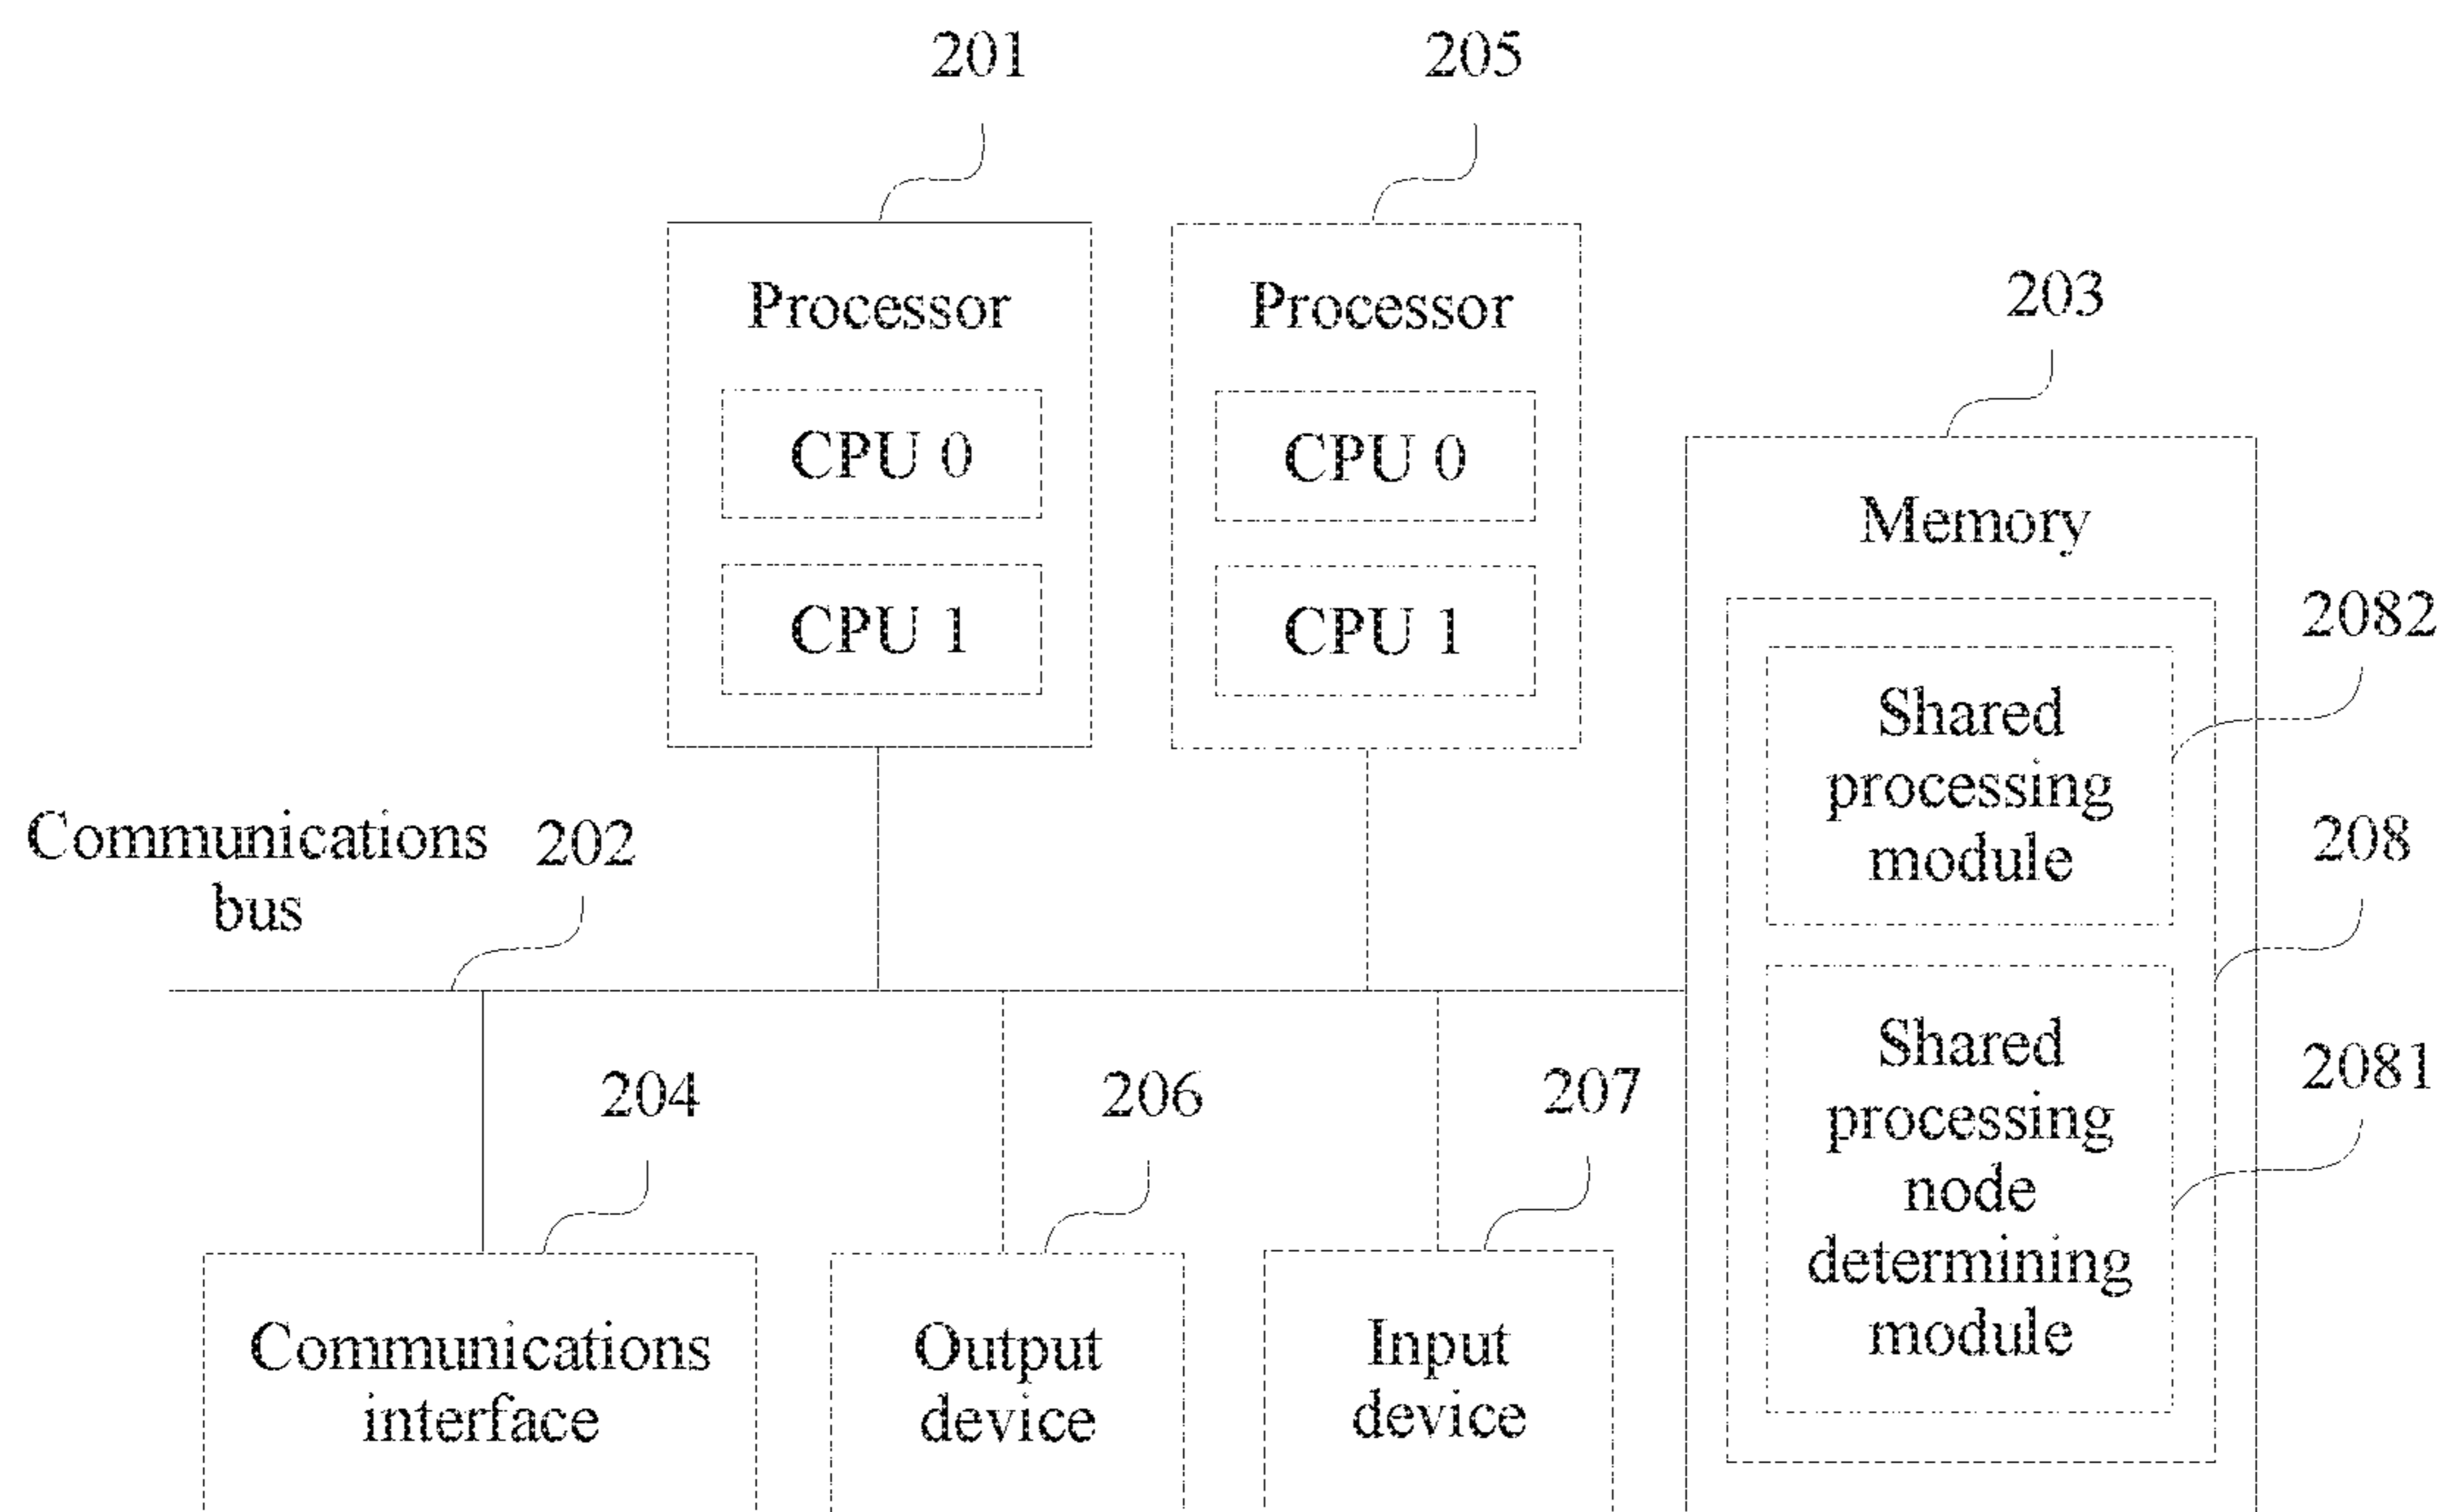 201
205
Processor
CPU 0
CPU 1
Processor
CPU 0
CPU 1
203
Memory
2082
Shared
processing
module
208
Communications
bus
202
2081
Shared
processing
node
determining
module
204
206
207
Communications
interface
Output
device
Input
device